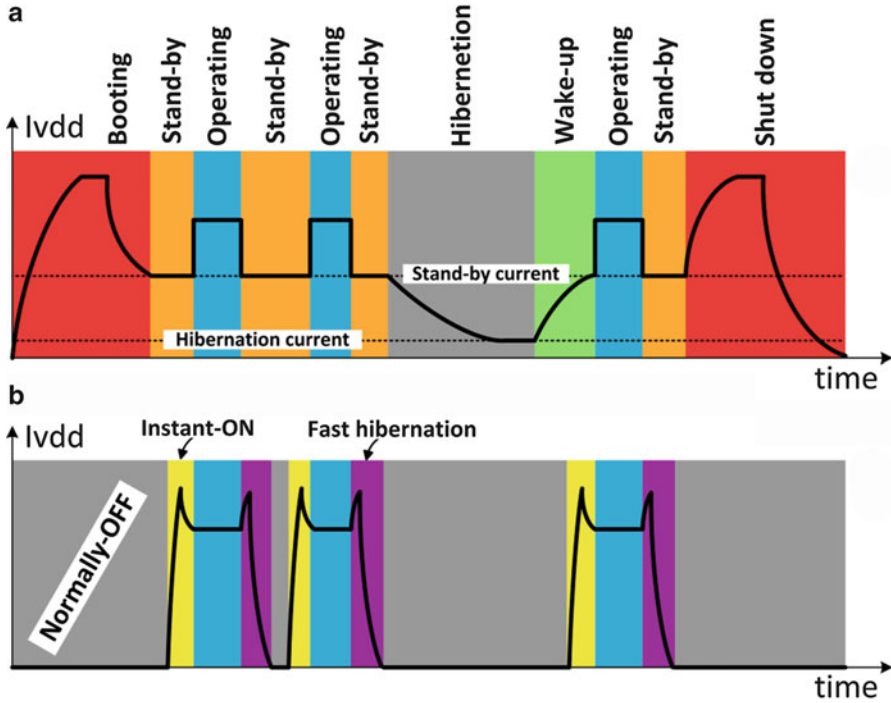 a
Booting
Stand-by
Operating
Stand-by
Operating
Stand-by
Hibernetion
Wake-up
Operating
Stand-by
Shut down
Ivdd
Stand-by current
Hibernation current
time
b
Ivdd
Instant-ON
Fast hibernation
Normally-OFF
time